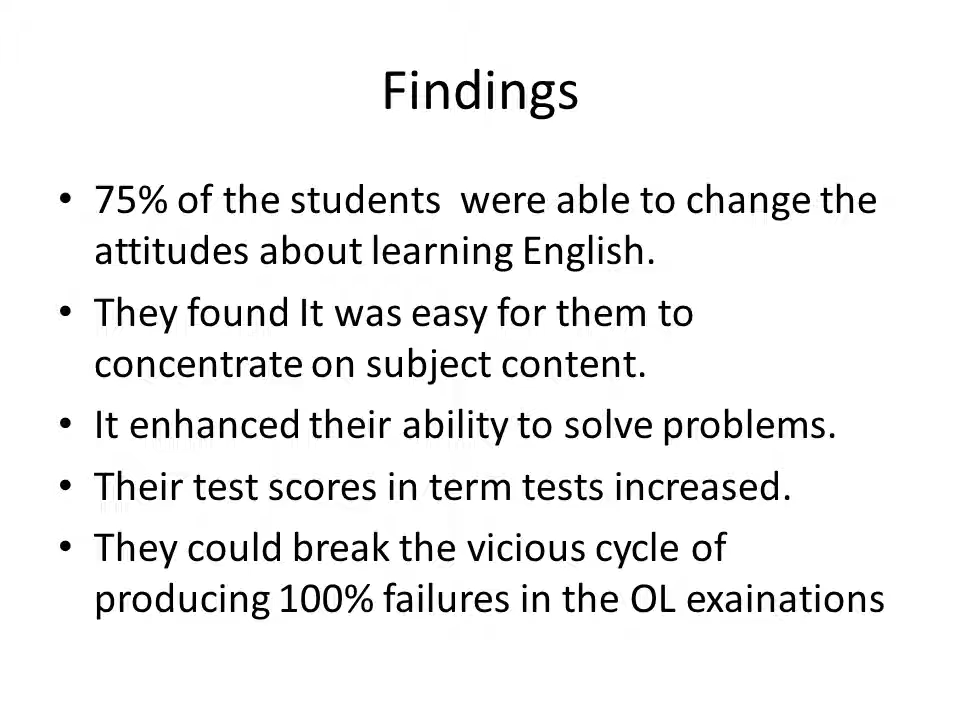 Findings
• 75% of the students  were able to change the
attitudes about learning English.
• They found It was easy for them to
concentrate on subject content.
• It enhanced their ability to solve problems.
• Their test scores in term tests increased.
• They could break the vicious cycle of
producing 100% failures in the OL exainations